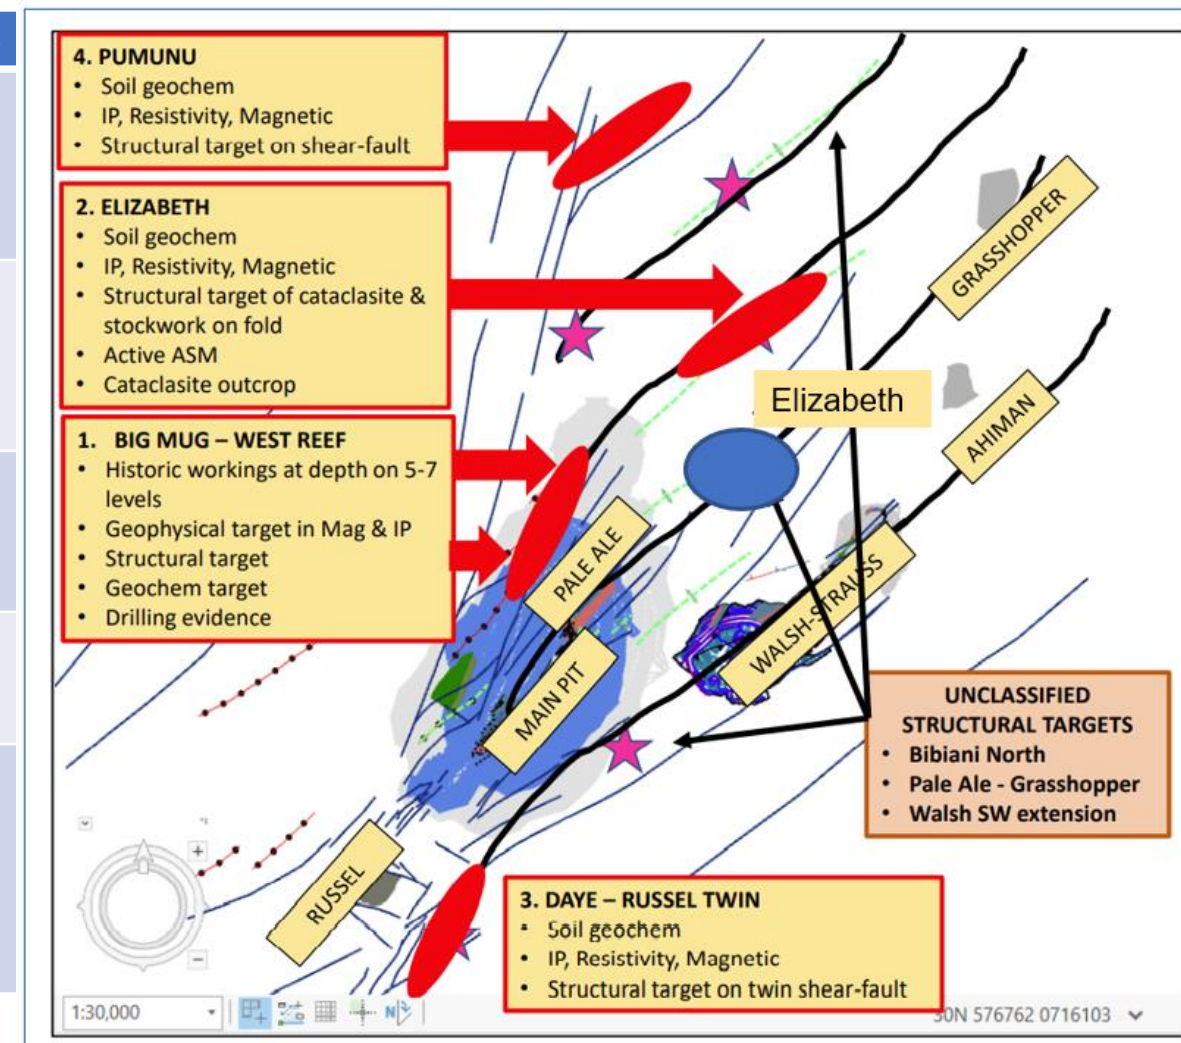 4. PUMUNU
• Soil geochem
• IP, Resistivity, Magnetic
• Structural target on shear-fault
2. ELIZABETH
• Soil geochem
• IP, Resistivity, Magnetic
• Structural target of cataclasite &
stockwork on fold
• Active ASM
• Cataclasite outcrop
1. BIG MUG – WEST REEF
• Historic workings at depth on 5-7
levels
• Geophysical target in Mag & IP
• Structural target
• Geochem target
• Drilling evidence
GRASSHOPPER
Elizabeth
AHIMAN
PALE ALE
WALSH-STRAUSS
MAIN PIT
RUSSEL
UNCLASSIFIED
STRUCTURAL TARGETS
• Bibiani North
• Pale Ale - Grasshopper
• Walsh SW extension
3. DAYE – RUSSEL TWIN
• Soil geochem
• IP, Resistivity, Magnetic
• Structural target on twin shear-fault
1:30,000
N
30N 576762 0716103